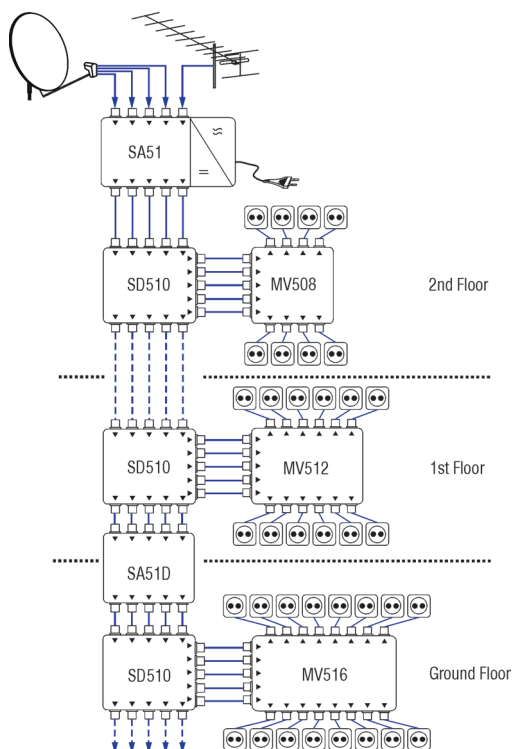 SA51
SD510
MV508
2nd Floor
SD510
MV512
1st Floor
SA51D
SD510
MV516
Ground Floor